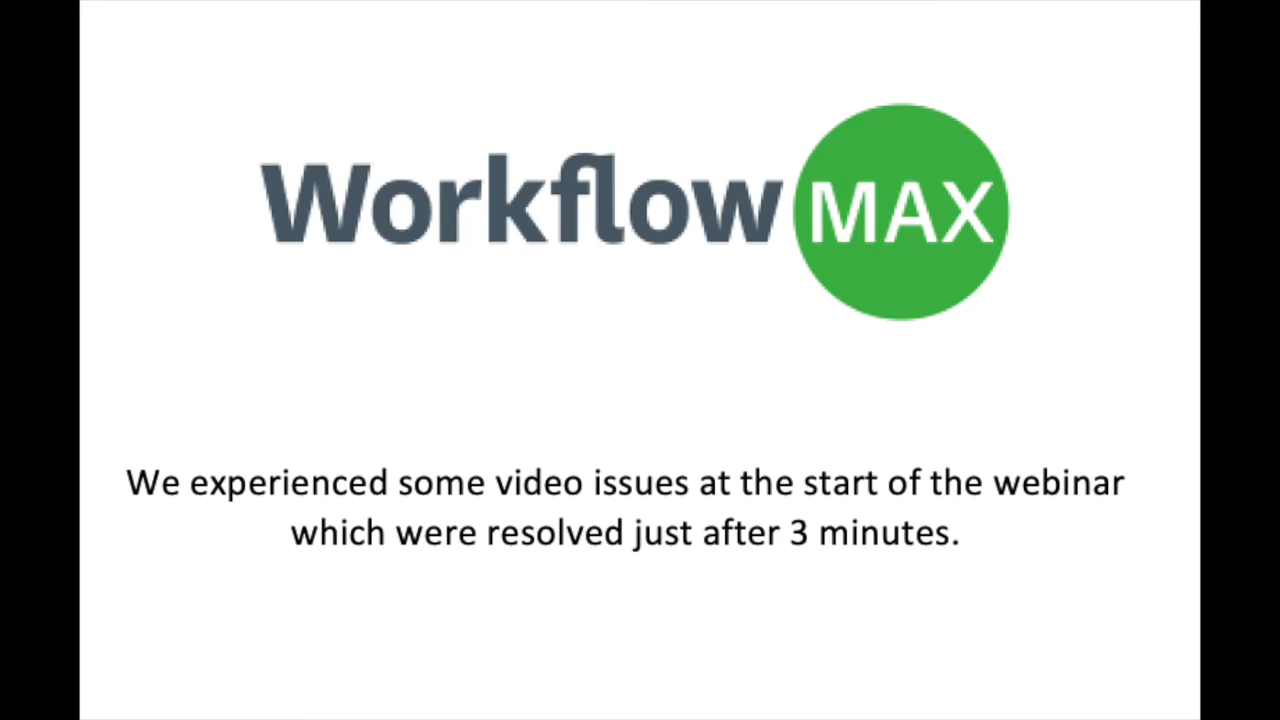 Workflow MAX
We experienced some video issues at the start of the webinar
which were resolved just after 3 minutes.